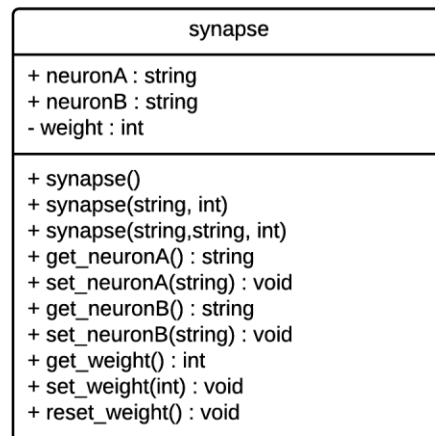 synapse
+ neuronA : string
+ neuronB : string
- weight : int
+ synapse()
+ synapse(string, int)
+ synapse(string,string, int)
+ get_neuronA() : string
+ set_neuronA(string) : void
+ get_neuronB() : string
+ set_neuronB(string) : void
+ get_weight() : int
+ set_weight(int) : void
+ reset_weight() : void